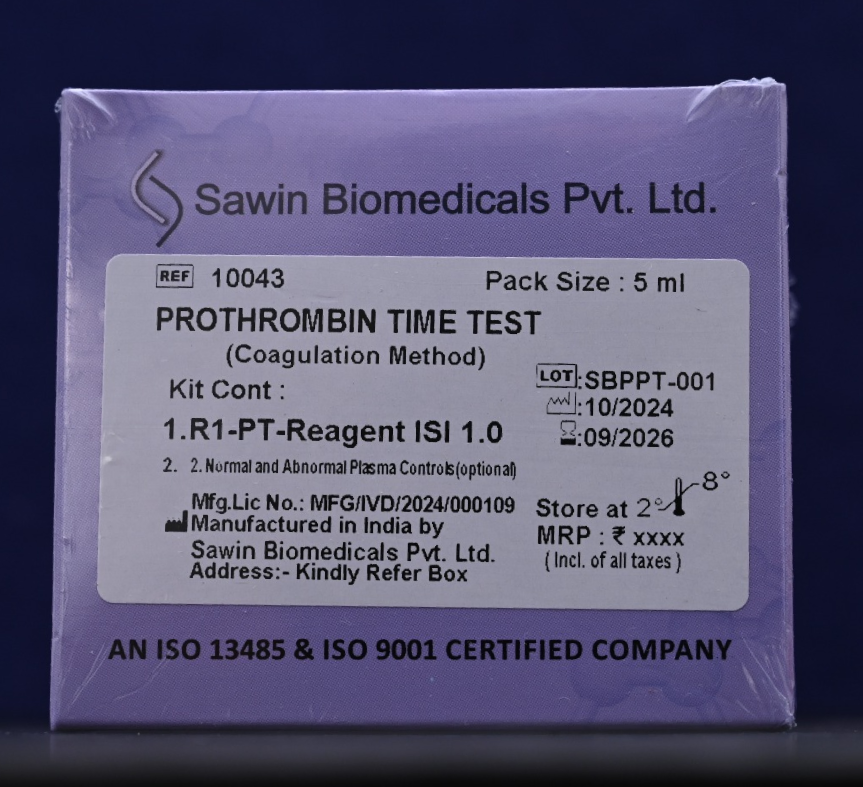 Sawin Biomedicals Pvt. Ltd.
REF 10043 Pack Size : 5 ml
PROTHROMBIN TIME TEST
(Coagulation Method)
Kit Cont :
LOT:SBPPT-001
:10/2024
:09/2026
1.R1-PT-Reagent ISI 1.0
2. 2. Normal and Abnormal Plasma Controls(optional)
Mfg.Lic No.: MFG/IVD/2024/000109
Manufactured in India by
Sawin Biomedicals Pvt. Ltd.
Address:- Kindly Refer Box
Store at 2° -8°
MRP : ₹ xxxx
( Incl. of all taxes )
AN ISO 13485 & ISO 9001 CERTIFIED COMPANY